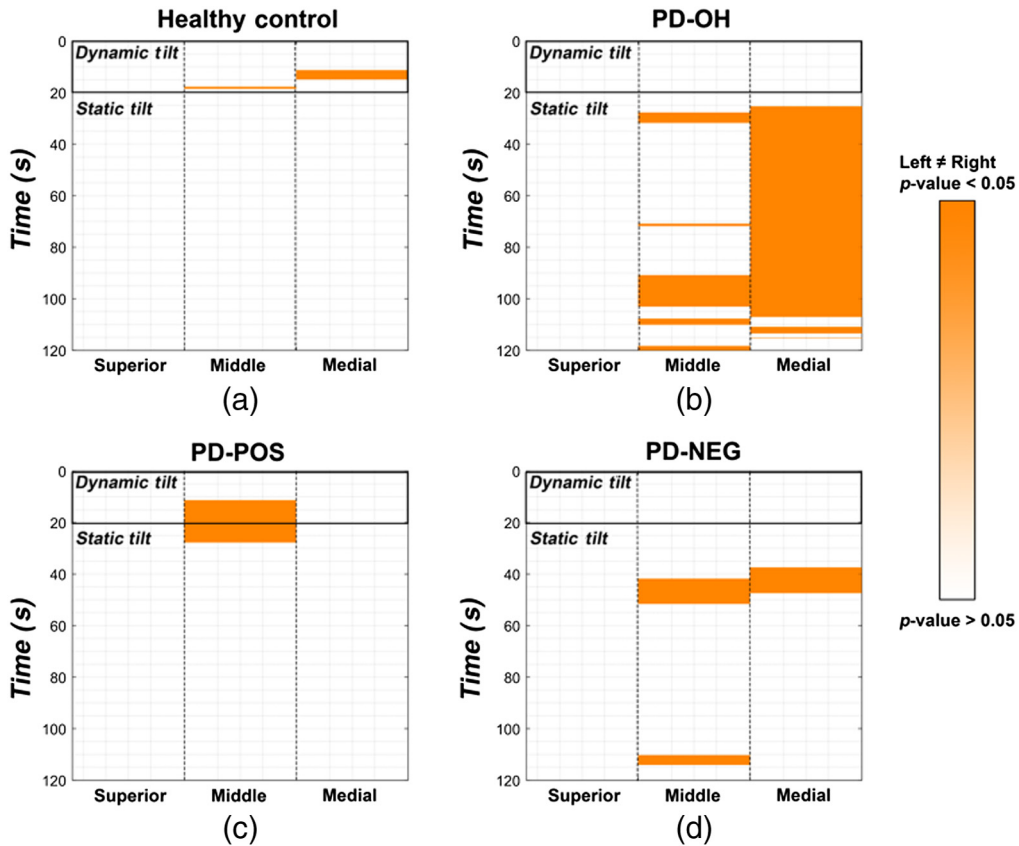 Healthy control
0
20
40
60
80
100
120
Time (s)
Dynamic tilt
Static tilt
Superior Middle Medial
(a)
PD-OH
0
20
40
60
80
100
120
Time (s)
Dynamic tilt
Static tilt
Superior Middle Medial
(b)
Left ≠ Right
p-value < 0.05
p-value > 0.05
PD-POS
0
20
40
60
80
100
120
Time (s)
Dynamic tilt
Static tilt
Superior Middle Medial
(c)
PD-NEG
0
20
40
60
80
100
120
Time (s)
Dynamic tilt
Static tilt
Superior Middle Medial
(d)